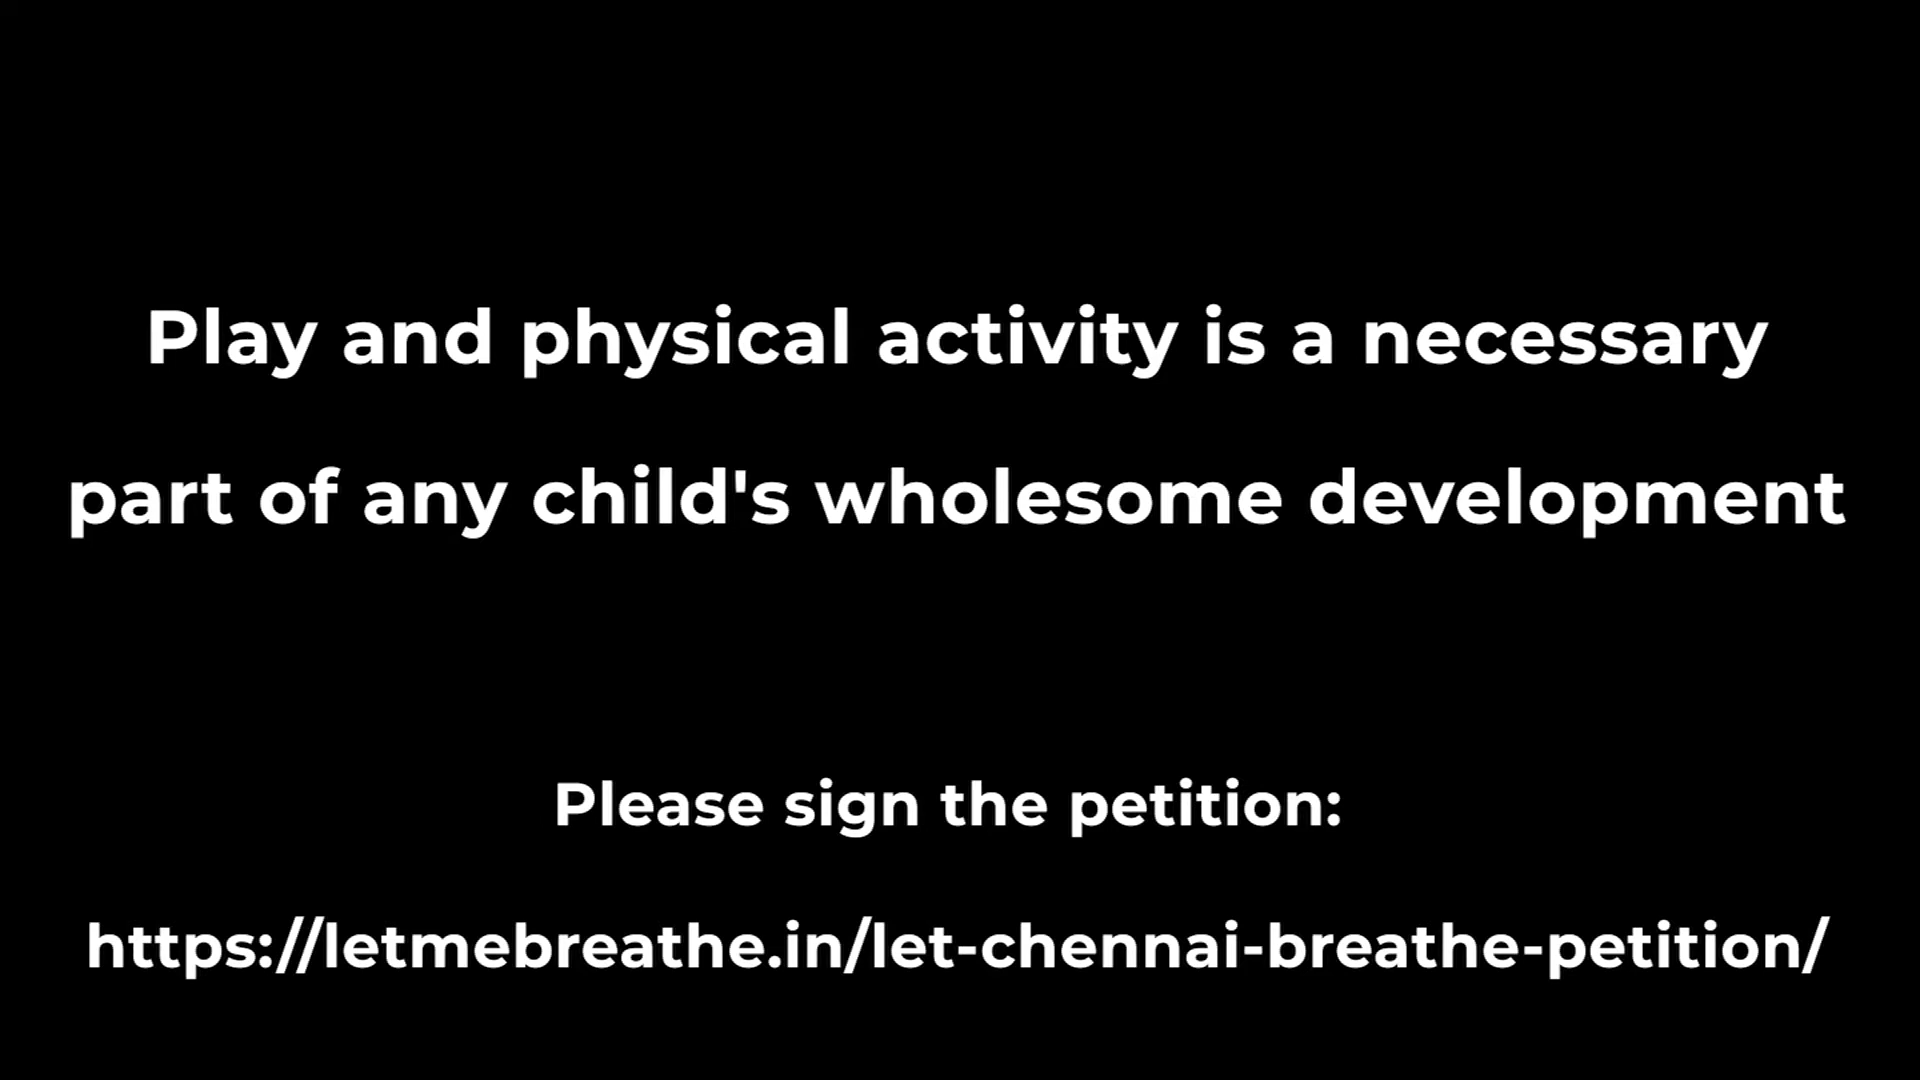 Play and physical activity is a necessary
part of any child's wholesome development
Please sign the petition:
https://letmebreathe.in/let-chennai-breathe-petition/